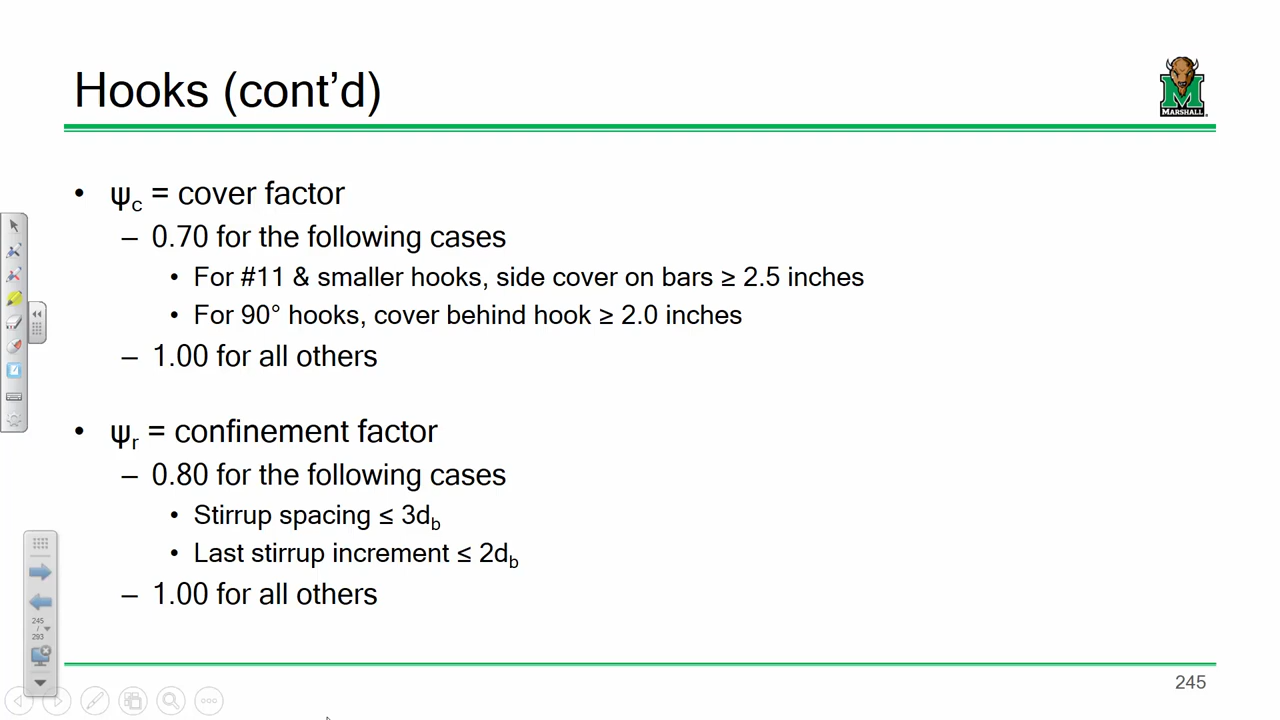 Hooks (cont’d)
MARSHALL
• ψc = cover factor
– 0.70 for the following cases
• For #11 & smaller hooks, side cover on bars ≥ 2.5 inches
• For 90° hooks, cover behind hook ≥ 2.0 inches
– 1.00 for all others
• ψr = confinement factor
– 0.80 for the following cases
• Stirrup spacing ≤ 3db
• Last stirrup increment ≤ 2db
– 1.00 for all others
245
/
293
245